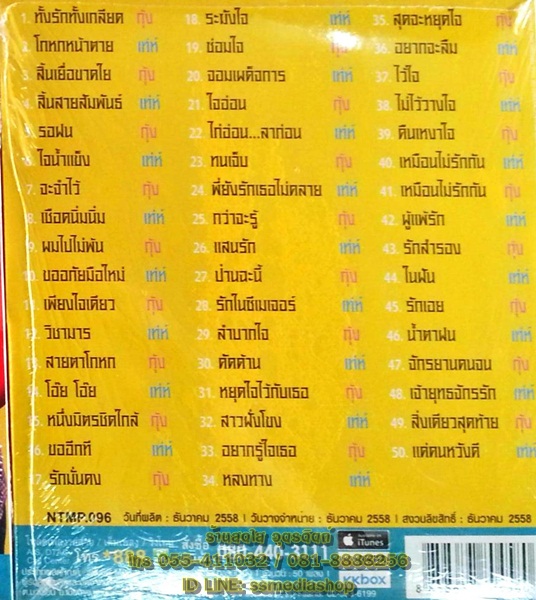 1. ทั้งรักทั้งเกลียด กุ้ง
2. โกหกหน้าตาย เท่ห์
3. สิ้นเยื่อขาดใย กุ้ง
4. สิ้นสายสัมพันธ์ เท่ห์
5. รอฝน กุ้ง
6. ใจน้ำแข็ง เท่ห์
7. จะจำไว้ กุ้ง
8. เชือดนิ่มนิ่ม เท่ห์
9. ผมไปไม่พ้น กุ้ง
10. ขออภัยมือใหม่ เท่ห์
11. เพียงใจเดียว กุ้ง
12. วิชามาร เท่ห์
13. สายตาโกหก กุ้ง
14. โอ๊ย โอ๊ย เท่ห์
15. หนึ่งมิตรชิดใกล้ กุ้ง
16. ขออีกที เท่ห์
17. รักมั่นคง กุ้ง
18. ระบังใจ เท่ห์
19. ซ่อมใจ กุ้ง
20. จอมเผด็จการ เท่ห์
21. ใจอ่อน กุ้ง
22. ไก่อ่อน...ลาก่อน เท่ห์
23. ทนเจ็บ กุ้ง
24. พี่ยังรักเธอไม่คลาย เท่ห์
25. กว่าจะรู้ กุ้ง
26. แสนรัก เท่ห์
27. ป่านฉะนี้ กุ้ง
28. รักในซีเมเจอร์ เท่ห์
29. ลำบากใจ กุ้ง
30. คัดค้าน เท่ห์
31. หยุดใจไว้กับเธอ กุ้ง
32. สาวฝั่งโขง เท่ห์
33. อยากรู้ใจเธอ กุ้ง
34. หลงทาง เท่ห์
35. สุดจะหยุดใจ กุ้ง
36. อยากจะลืม เท่ห์
37. ไว้ใจ กุ้ง
38. ไม่ไว้วางใจ เท่ห์
39. คืนเหงาใจ กุ้ง
40. เหมือนไม่รักกัน เท่ห์
41. เหมือนไม่รักกัน กุ้ง
42. ผู้แพ้รัก เท่ห์
43. รักสำรอง กุ้ง
44. ในฝัน เท่ห์
45. รักเอย กุ้ง
46. น้ำตาฝน เท่ห์
47. จักรยานคนจน กุ้ง
48. เจ้ายุทธจักรรัก เท่ห์
49. สิ่งเดียวสุดท้าย กุ้ง
50. แด่คนหวังดี เท่ห์
NTMP.096 วันที่ผลิต : ธันวาคม 2558 | วันวางจำหน่าย : ธันวาคม 2558 | สงวนลิขสิทธิ์ : ธันวาคม 2558
ร้านสดใส อุตรดิตถ์
โทร 055-411032 / 081-8888256
ID LINE: ssmediashop
สั่งซื้อ 089-440-3111
iTunes